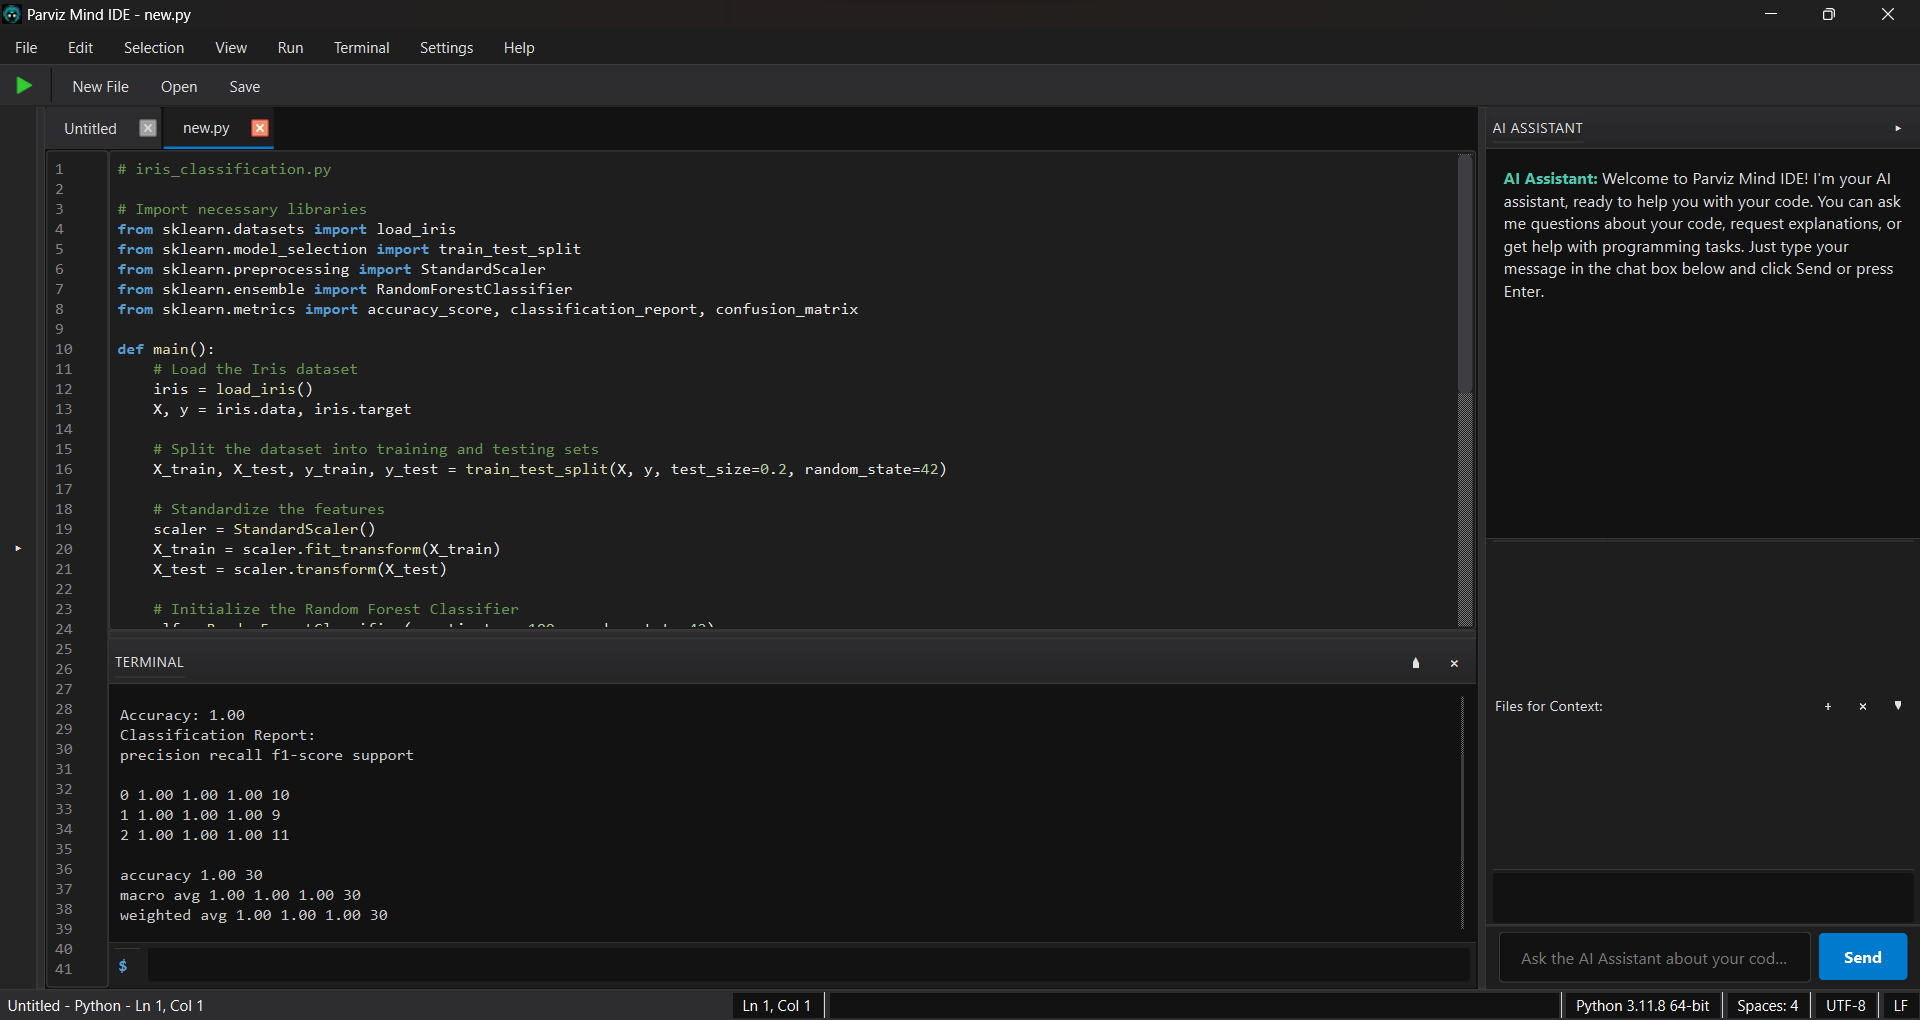 Parviz Mind IDE - new.py
File Edit Selection View Run Terminal Settings Help
New File Open Save
Untitled new.py
1 # iris_classification.py
2
3 # Import necessary libraries
4 from sklearn.datasets import load_iris
5 from sklearn.model_selection import train_test_split
6 from sklearn.preprocessing import StandardScaler
7 from sklearn.ensemble import RandomForestClassifier
8 from sklearn.metrics import accuracy_score, classification_report, confusion_matrix
9
10 def main():
11     # Load the Iris dataset
12     iris = load_iris()
13     X, y = iris.data, iris.target
14
15     # Split the dataset into training and testing sets
16     X_train, X_test, y_train, y_test = train_test_split(X, y, test_size=0.2, random_state=42)
17
18     # Standardize the features
19     scaler = StandardScaler()
20     X_train = scaler.fit_transform(X_train)
21     X_test = scaler.transform(X_test)
22
23     # Initialize the Random Forest Classifier
24
25
26
27
28
29
30
31
32
33
34
35
36
37
38
39
40
41
TERMINAL
Accuracy: 1.00
Classification Report:
precision recall f1-score support
0 1.00 1.00 1.00 10
1 1.00 1.00 1.00 9
2 1.00 1.00 1.00 11
accuracy 1.00 30
macro avg 1.00 1.00 1.00 30
weighted avg 1.00 1.00 1.00 30
$
AI ASSISTANT
AI Assistant: Welcome to Parviz Mind IDE! I'm your AI
assistant, ready to help you with your code. You can ask
me questions about your code, request explanations, or
get help with programming tasks. Just type your
message in the chat box below and click Send or press
Enter.
Files for Context:
Ask the AI Assistant about your cod...
Send
Untitled - Python - Ln 1, Col 1
Ln 1, Col 1
Python 3.11.8 64-bit
Spaces: 4
UTF-8
LF